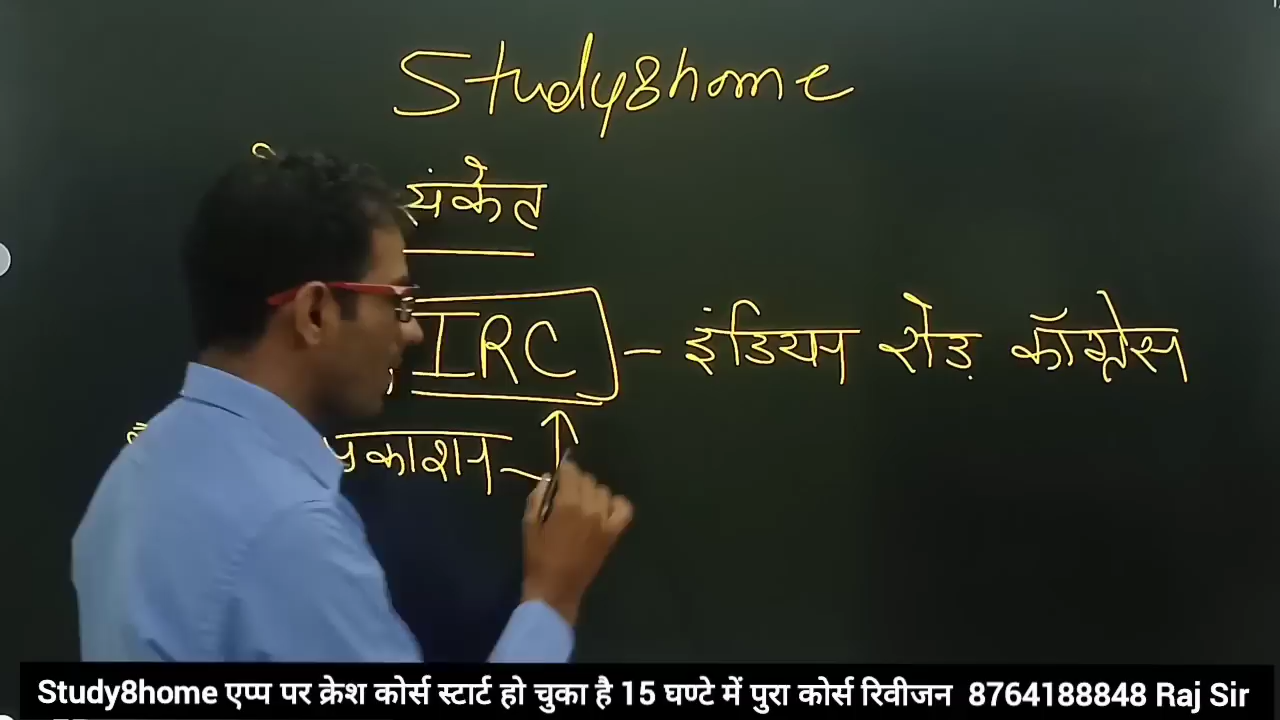 Study8home
IRC - इंडियन रोड़ कॉंग्रेस
प्रकाशन -
Study8home एप्प पर क्रेश कोर्स स्टार्ट हो चुका है 15 घण्टे में पुरा कोर्स रिवीजन 8764188848 Raj Sir